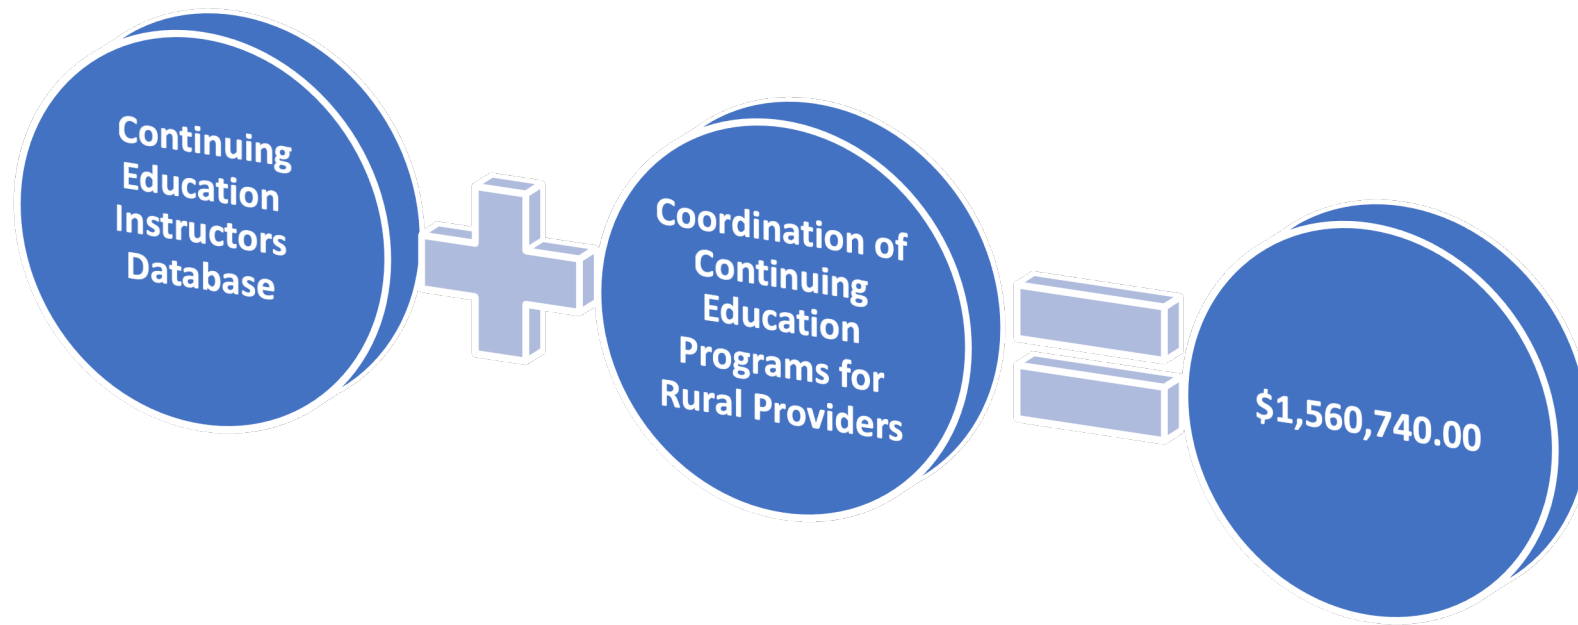 Continuing
Education
Instructors
Database
Coordination of
Continuing
Education
Programs for
Rural Providers
$1,560,740.00